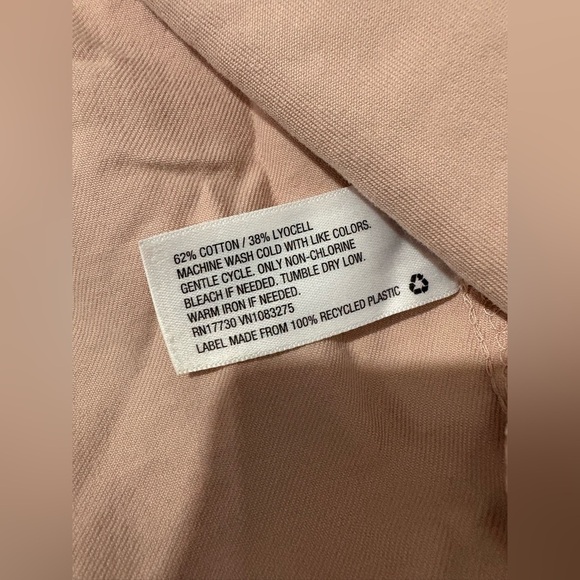 62% COTTON / 38% LYOCELL
MACHINE WASH COLD WITH LIKE COLORS.
GENTLE CYCLE. ONLY NON-CHLORINE
BLEACH IF NEEDED. TUMBLE DRY LOW.
WARM IRON IF NEEDED.
RN17730 VN1083275
LABEL MADE FROM 100% RECYCLED PLASTIC